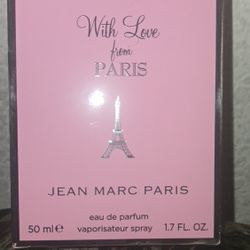 With Love
from
PARIS
JEAN MARC PARIS
eau de parfum
50 ml℮ vaporisateur spray 1.7 FL. OZ.